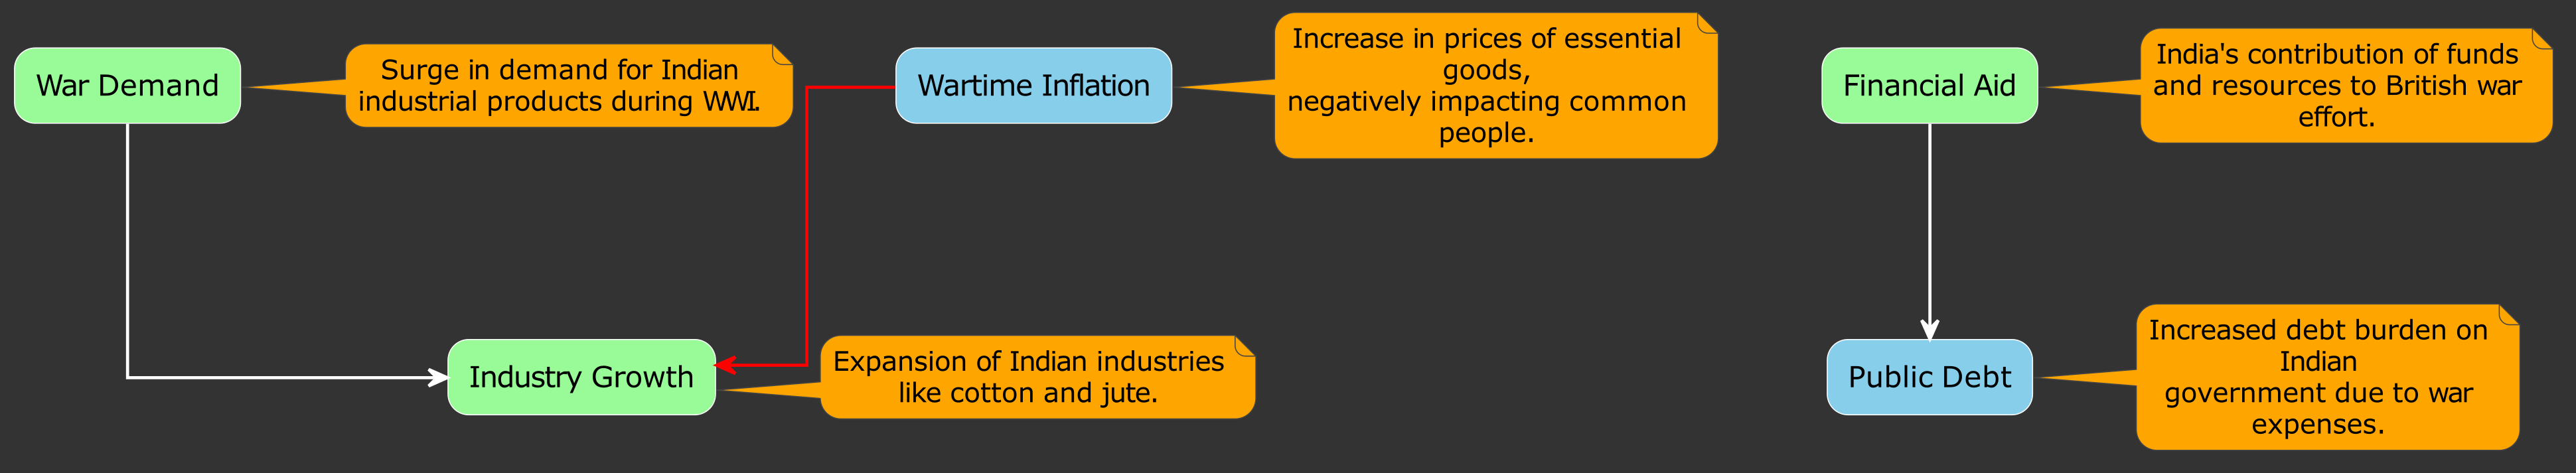 War Demand
Surge in demand for Indian
industrial products during WWI.
Wartime Inflation
Increase in prices of essential
goods,
negatively impacting common
people.
Financial Aid
India's contribution of funds
and resources to British war
effort.
Industry Growth
Expansion of Indian industries
like cotton and jute.
Public Debt
Increased debt burden on
Indian
government due to war
expenses.